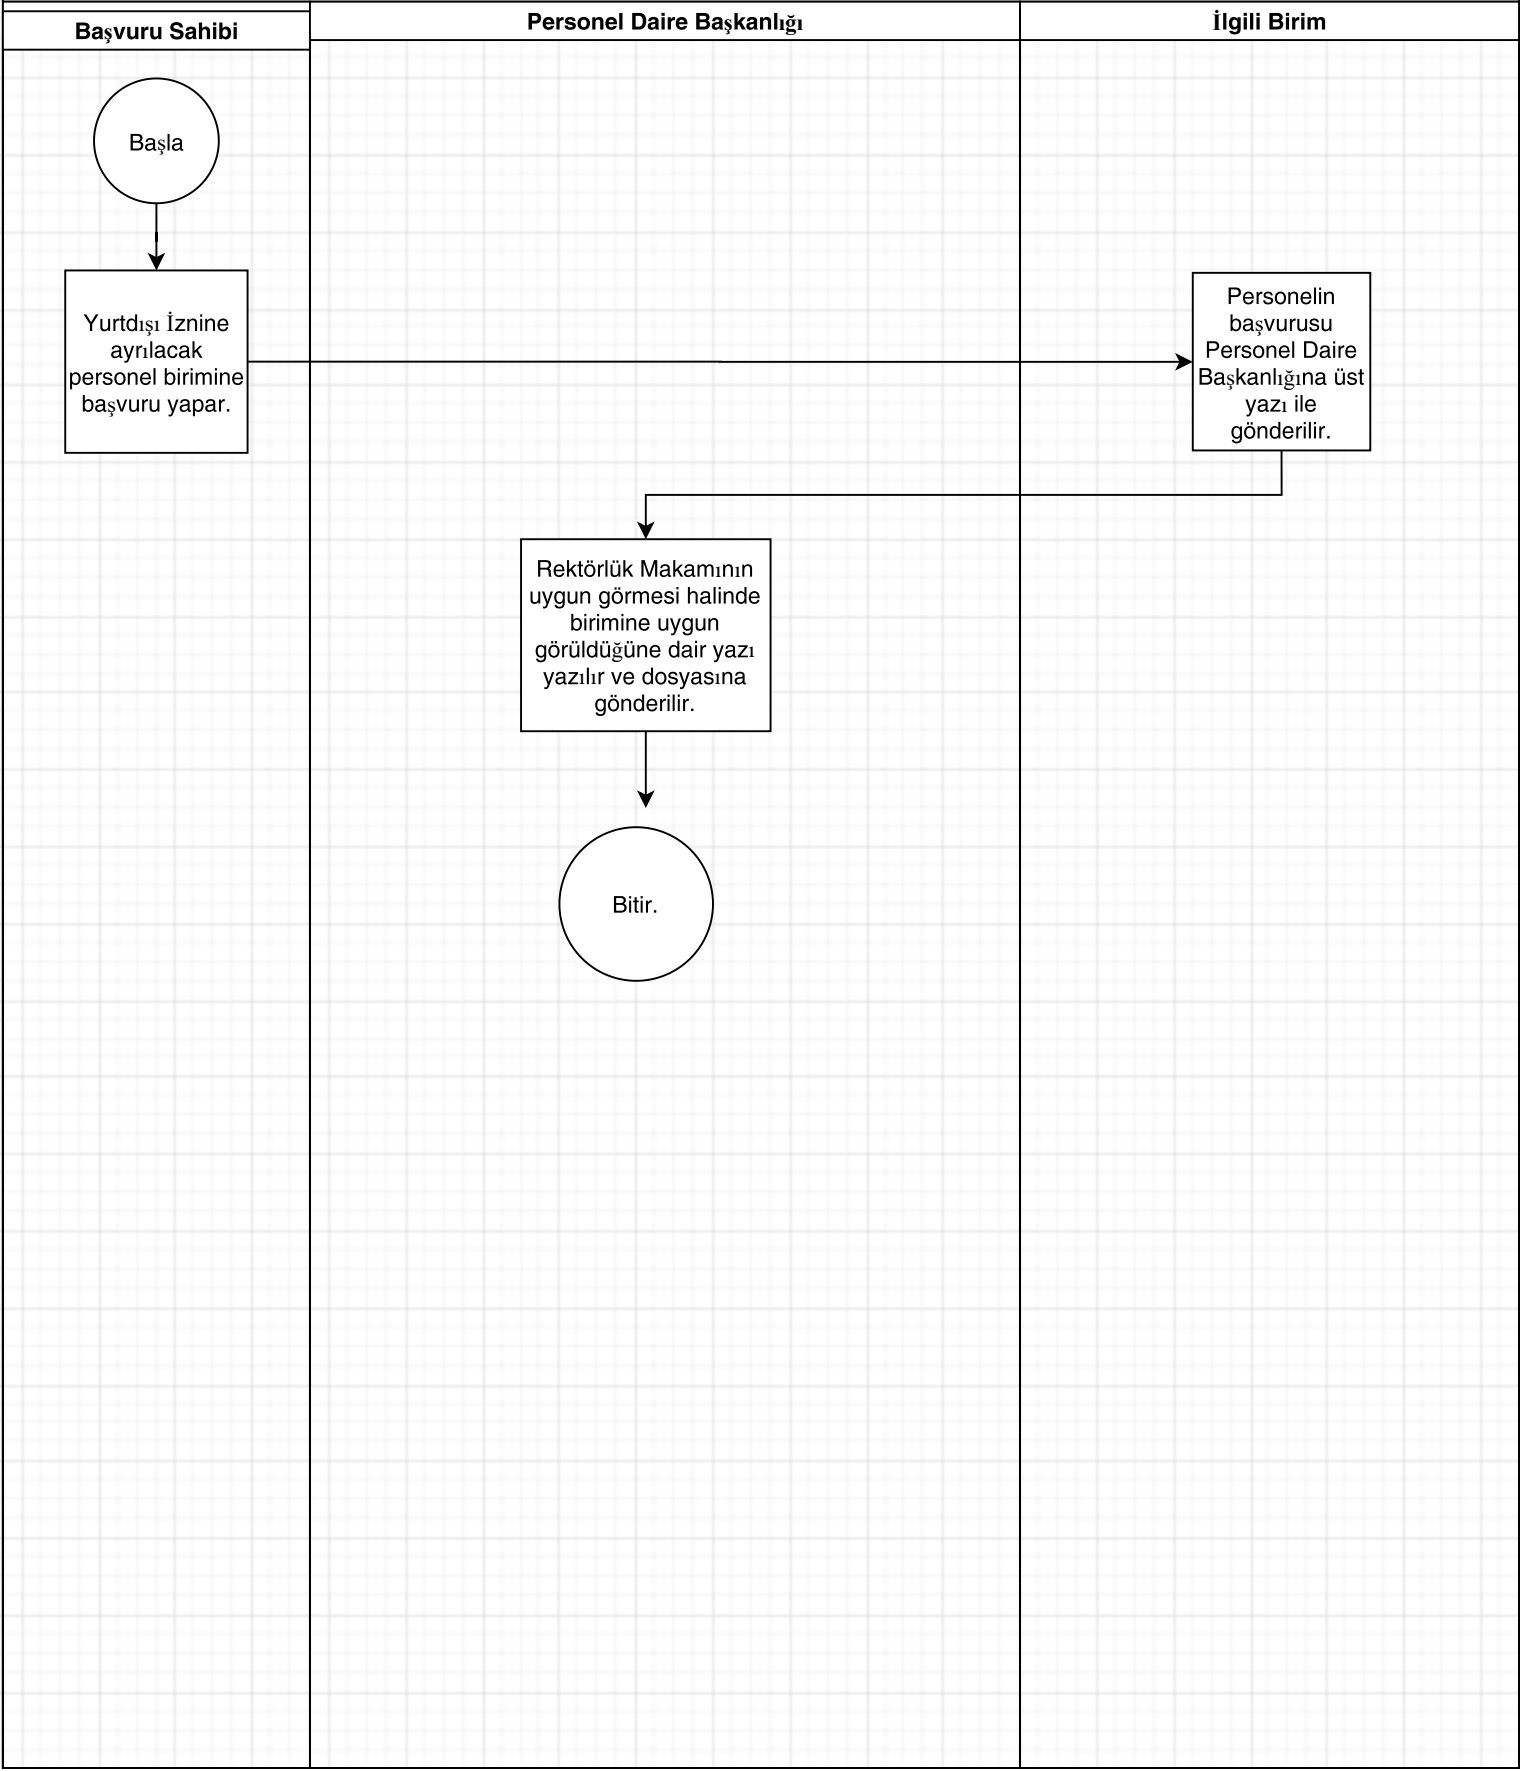 Başvuru Sahibi
Personel Daire Başkanlığı
İlgili Birim
Başla
Yurtdışı İznine
ayrılacak
personel birimine
başvuru yapar.
Personelin
başvurusu
Personel Daire
Başkanlığına üst
yazı ile
gönderilir.
Rektörlük Makamının
uygun görmesi halinde
birimine uygun
görüldüğüne dair yazı
yazılır ve dosyasına
gönderilir.
Bitir.